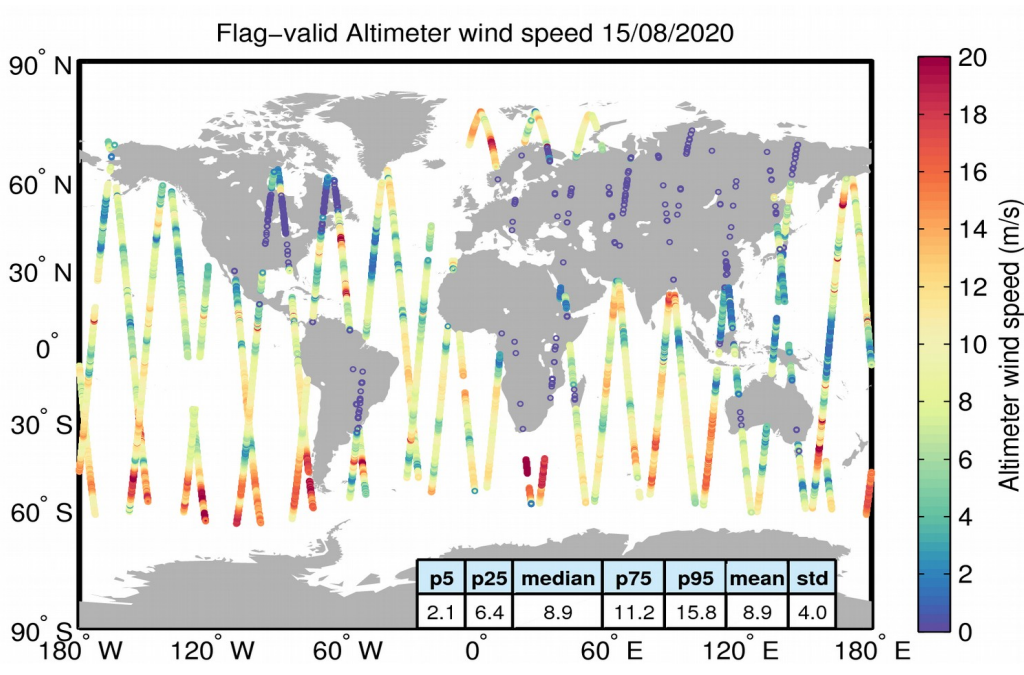 Flag−valid Altimeter wind speed 15/08/2020
90° N
60° N
30° N
0°
30° S
60° S
90° S
180° W
120° W
60° W
0°
60° E
120° E
180° E
p5 p25 median p75 p95 mean std
2.1 6.4 8.9 11.2 15.8 8.9 4.0
20
18
16
14
12
10
8
6
4
2
0
Altimeter wind speed (m/s)